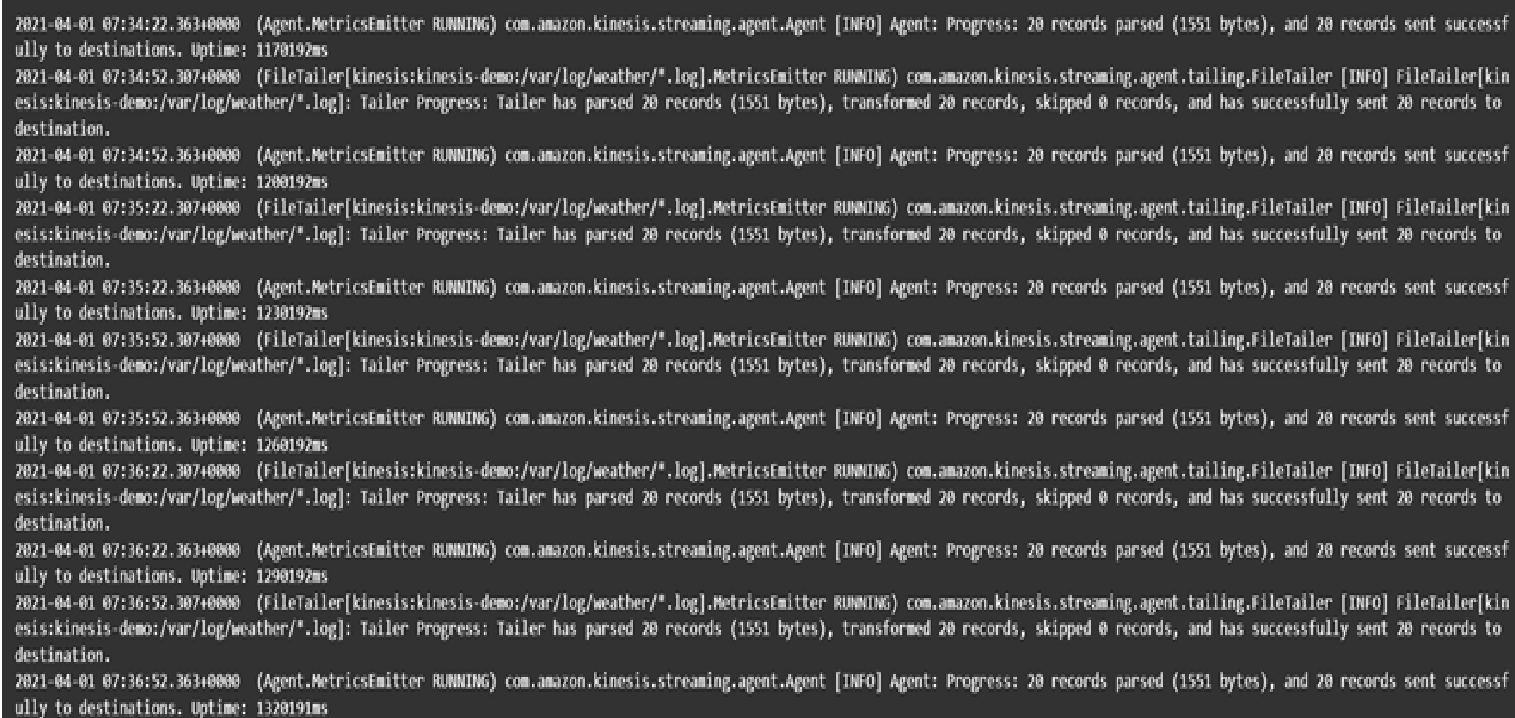 2021-04-01 07:34:22.363+0000  (Agent.MetricsEmitter RUNNING) com.amazon.kinesis.streaming.agent.Agent [INFO] Agent: Progress: 20 records parsed (1551 bytes), and 20 records sent successf
ully to destinations. Uptime: 1170192ms
2021-04-01 07:34:52.307+0000  (FileTailer[kinesis:kinesis-demo:/var/log/weather/*.log].MetricsEmitter RUNNING) com.amazon.kinesis.streaming.agent.tailing.FileTailer [INFO] FileTailer[kin
esis:kinesis-demo:/var/log/weather/*.log]: Tailer Progress: Tailer has parsed 20 records (1551 bytes), transformed 20 records, skipped 0 records, and has successfully sent 20 records to
destination.
2021-04-01 07:34:52.363+0000  (Agent.MetricsEmitter RUNNING) com.amazon.kinesis.streaming.agent.Agent [INFO] Agent: Progress: 20 records parsed (1551 bytes), and 20 records sent successf
ully to destinations. Uptime: 1200192ms
2021-04-01 07:35:22.307+0000  (FileTailer[kinesis:kinesis-demo:/var/log/weather/*.log].MetricsEmitter RUNNING) com.amazon.kinesis.streaming.agent.tailing.FileTailer [INFO] FileTailer[kin
esis:kinesis-demo:/var/log/weather/*.log]: Tailer Progress: Tailer has parsed 20 records (1551 bytes), transformed 20 records, skipped 0 records, and has successfully sent 20 records to
destination.
2021-04-01 07:35:22.363+0000  (Agent.MetricsEmitter RUNNING) com.amazon.kinesis.streaming.agent.Agent [INFO] Agent: Progress: 20 records parsed (1551 bytes), and 20 records sent successf
ully to destinations. Uptime: 1230192ms
2021-04-01 07:35:52.307+0000  (FileTailer[kinesis:kinesis-demo:/var/log/weather/*.log].MetricsEmitter RUNNING) com.amazon.kinesis.streaming.agent.tailing.FileTailer [INFO] FileTailer[kin
esis:kinesis-demo:/var/log/weather/*.log]: Tailer Progress: Tailer has parsed 20 records (1551 bytes), transformed 20 records, skipped 0 records, and has successfully sent 20 records to
destination.
2021-04-01 07:35:52.363+0000  (Agent.MetricsEmitter RUNNING) com.amazon.kinesis.streaming.agent.Agent [INFO] Agent: Progress: 20 records parsed (1551 bytes), and 20 records sent successf
ully to destinations. Uptime: 1260192ms
2021-04-01 07:36:22.307+0000  (FileTailer[kinesis:kinesis-demo:/var/log/weather/*.log].MetricsEmitter RUNNING) com.amazon.kinesis.streaming.agent.tailing.FileTailer [INFO] FileTailer[kin
esis:kinesis-demo:/var/log/weather/*.log]: Tailer Progress: Tailer has parsed 20 records (1551 bytes), transformed 20 records, skipped 0 records, and has successfully sent 20 records to
destination.
2021-04-01 07:36:22.363+0000  (Agent.MetricsEmitter RUNNING) com.amazon.kinesis.streaming.agent.Agent [INFO] Agent: Progress: 20 records parsed (1551 bytes), and 20 records sent successf
ully to destinations. Uptime: 1290192ms
2021-04-01 07:36:52.307+0000  (FileTailer[kinesis:kinesis-demo:/var/log/weather/*.log].MetricsEmitter RUNNING) com.amazon.kinesis.streaming.agent.tailing.FileTailer [INFO] FileTailer[kin
esis:kinesis-demo:/var/log/weather/*.log]: Tailer Progress: Tailer has parsed 20 records (1551 bytes), transformed 20 records, skipped 0 records, and has successfully sent 20 records to
destination.
2021-04-01 07:36:52.363+0000  (Agent.MetricsEmitter RUNNING) com.amazon.kinesis.streaming.agent.Agent [INFO] Agent: Progress: 20 records parsed (1551 bytes), and 20 records sent successf
ully to destinations. Uptime: 1320191ms